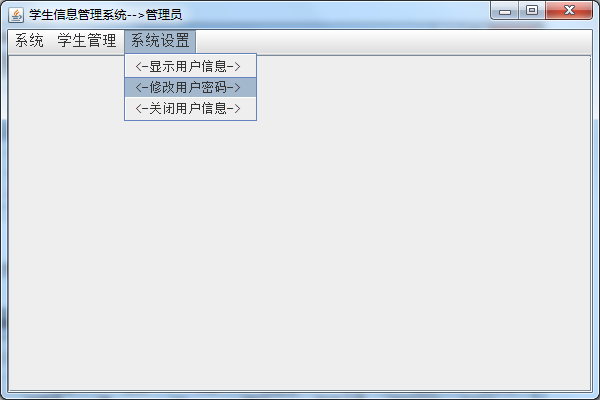 学生信息管理系统-->管理员
系统 学生管理 系统设置
<-显示用户信息->
<-修改用户密码->
<-关闭用户信息->